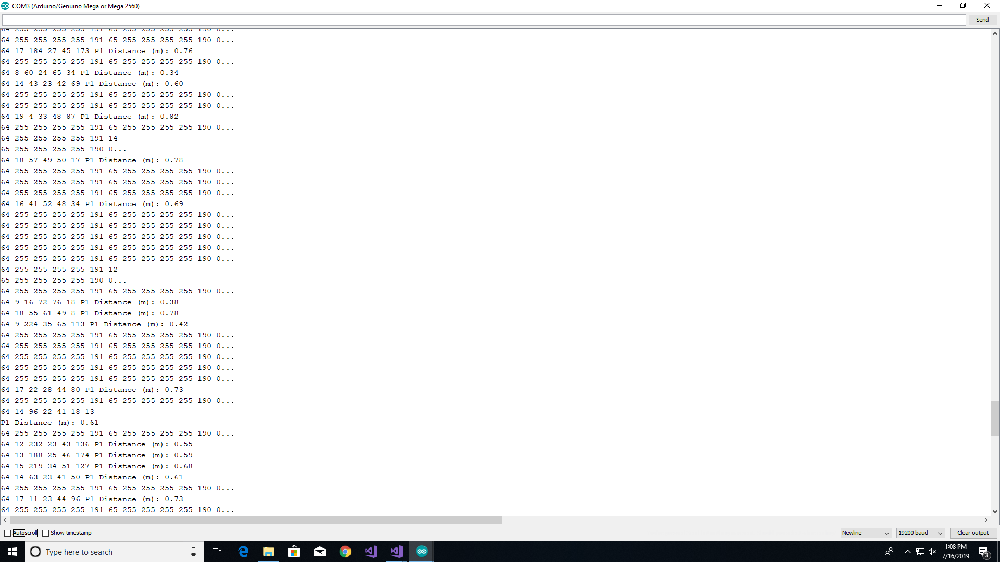 COM3 (Arduino/Genuino Mega or Mega 2560)
Send
64 255 255 255 255 191 65 255 255 255 255 190 0...
64 255 255 255 255 191 65 255 255 255 255 190 0...
64 17 184 27 45 173 P1 Distance (m): 0.76
64 255 255 255 255 191 65 255 255 255 255 190 0...
64 8 60 24 65 34 P1 Distance (m): 0.34
64 14 43 23 42 69 P1 Distance (m): 0.60
64 255 255 255 255 191 65 255 255 255 255 190 0...
64 255 255 255 255 191 65 255 255 255 255 190 0...
64 19 4 33 48 87 P1 Distance (m): 0.82
64 255 255 255 255 191 65 255 255 255 255 190 0...
64 255 255 255 255 191 14
65 255 255 255 255 190 0...
64 18 57 49 50 17 P1 Distance (m): 0.78
64 255 255 255 255 191 65 255 255 255 255 190 0...
64 255 255 255 255 191 65 255 255 255 255 190 0...
64 255 255 255 255 191 65 255 255 255 255 190 0...
64 16 41 52 48 34 P1 Distance (m): 0.69
64 255 255 255 255 191 65 255 255 255 255 190 0...
64 255 255 255 255 191 65 255 255 255 255 190 0...
64 255 255 255 255 191 65 255 255 255 255 190 0...
64 255 255 255 255 191 65 255 255 255 255 190 0...
64 255 255 255 255 191 65 255 255 255 255 190 0...
64 255 255 255 255 191 12
65 255 255 255 255 190 0...
64 255 255 255 255 191 65 255 255 255 255 190 0...
64 9 16 72 76 18 P1 Distance (m): 0.38
64 18 55 61 49 8 P1 Distance (m): 0.78
64 9 224 35 65 113 P1 Distance (m): 0.42
64 255 255 255 255 191 65 255 255 255 255 190 0...
64 255 255 255 255 191 65 255 255 255 255 190 0...
64 255 255 255 255 191 65 255 255 255 255 190 0...
64 255 255 255 255 191 65 255 255 255 255 190 0...
64 255 255 255 255 191 65 255 255 255 255 190 0...
64 17 22 28 44 80 P1 Distance (m): 0.73
64 255 255 255 255 191 65 255 255 255 255 190 0...
64 14 96 22 41 18 13
P1 Distance (m): 0.61
64 255 255 255 255 191 65 255 255 255 255 190 0...
64 12 232 23 43 136 P1 Distance (m): 0.55
64 13 188 25 46 174 P1 Distance (m): 0.59
64 15 219 34 51 127 P1 Distance (m): 0.68
64 14 63 23 41 50 P1 Distance (m): 0.61
64 255 255 255 255 191 65 255 255 255 255 190 0...
64 17 11 23 44 96 P1 Distance (m): 0.73
64 255 255 255 255 191 65 255 255 255 255 190 0...
Autoscroll Show timestamp Newline 19200 baud Clear output
Type here to search
1:08 PM
7/16/2019
3